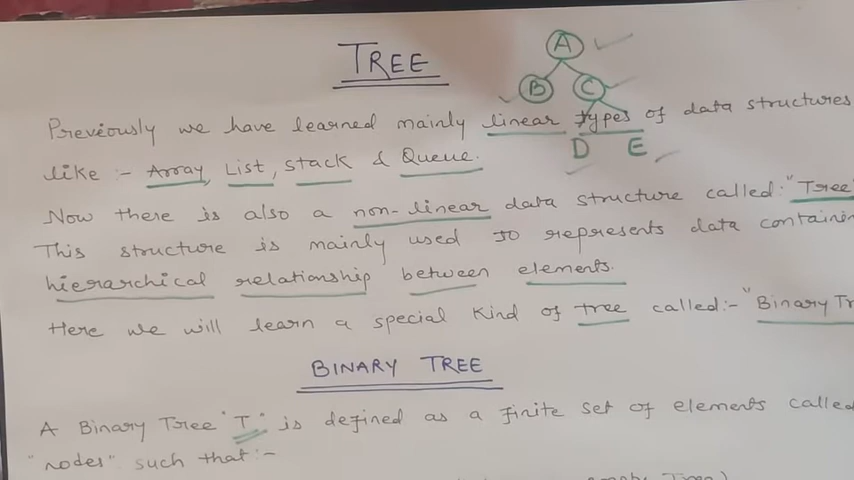 TREE
A
B C
Previously we have learned mainly linear types of data structures
D E
like :- Array, List, Stack & Queue.
Now there is also a non-linear data structure called:- "Tree"
This structure is mainly used to represents data containin
hierarchical relationship between elements.
Here we will learn a special kind of tree called:- "Binary Tr
BINARY TREE
A Binary Tree "T" is defined as a finite set of elements called
"nodes" such that :-